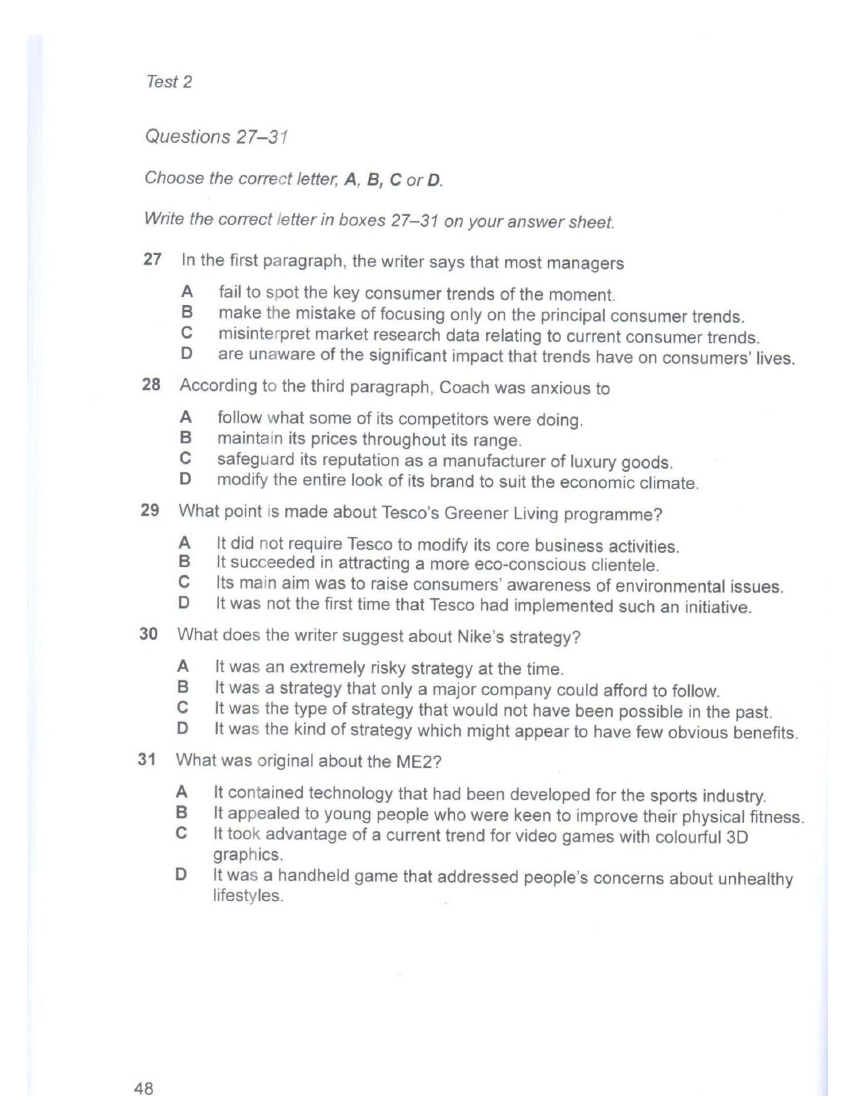 Test 2
Questions 27–31
Choose the correct letter, A, B, C or D.
Write the correct letter in boxes 27–31 on your answer sheet.
27 In the first paragraph, the writer says that most managers
A fail to spot the key consumer trends of the moment.
B make the mistake of focusing only on the principal consumer trends.
C misinterpret market research data relating to current consumer trends.
D are unaware of the significant impact that trends have on consumers' lives.
28 According to the third paragraph, Coach was anxious to
A follow what some of its competitors were doing.
B maintain its prices throughout its range.
C safeguard its reputation as a manufacturer of luxury goods.
D modify the entire look of its brand to suit the economic climate.
29 What point is made about Tesco's Greener Living programme?
A It did not require Tesco to modify its core business activities.
B It succeeded in attracting a more eco-conscious clientele.
C Its main aim was to raise consumers' awareness of environmental issues.
D It was not the first time that Tesco had implemented such an initiative.
30 What does the writer suggest about Nike's strategy?
A It was an extremely risky strategy at the time.
B It was a strategy that only a major company could afford to follow.
C It was the type of strategy that would not have been possible in the past.
D It was the kind of strategy which might appear to have few obvious benefits.
31 What was original about the ME2?
A It contained technology that had been developed for the sports industry.
B It appealed to young people who were keen to improve their physical fitness.
C It took advantage of a current trend for video games with colourful 3D
graphics.
D It was a handheld game that addressed people's concerns about unhealthy
lifestyles.
48